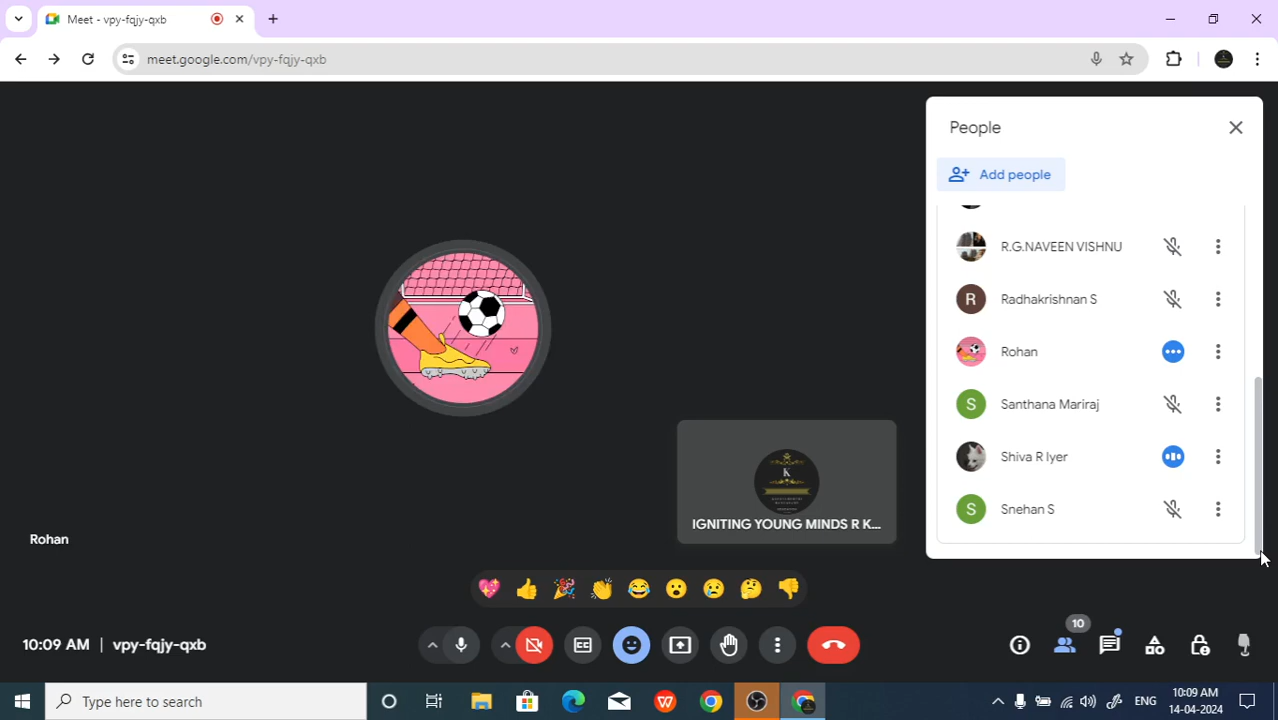 Meet - vpy-fqjy-qxb
meet.google.com/vpy-fqjy-qxb
People
Add people
R.G.NAVEEN VISHNU
R Radhakrishnan S
Rohan
S Santhana Mariraj
Shiva R Iyer
S Snehan S
K
IGNITING YOUNG MINDS R K...
Rohan
10:09 AM | vpy-fqjy-qxb
10
Type here to search
ENG
10:09 AM
14-04-2024